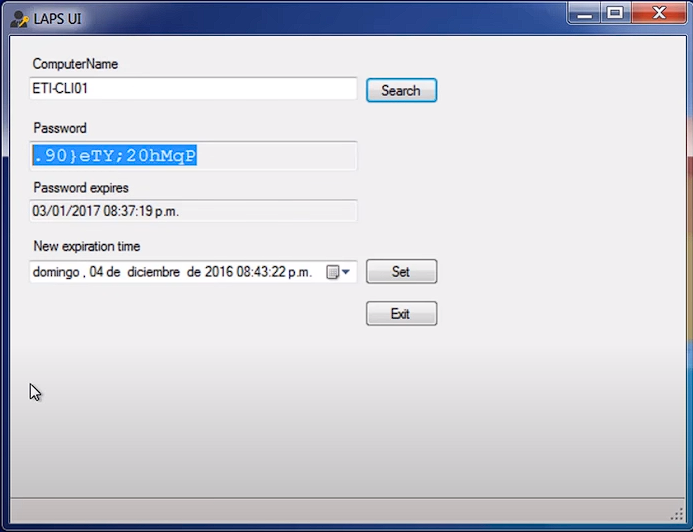 LAPS UI
ComputerName
ETI-CLI01
Search
Password
.90}eTY;20hMqP
Password expires
03/01/2017 08:37:19 p.m.
New expiration time
domingo , 04 de diciembre de 2016 08:43:22 p.m.
Set
Exit